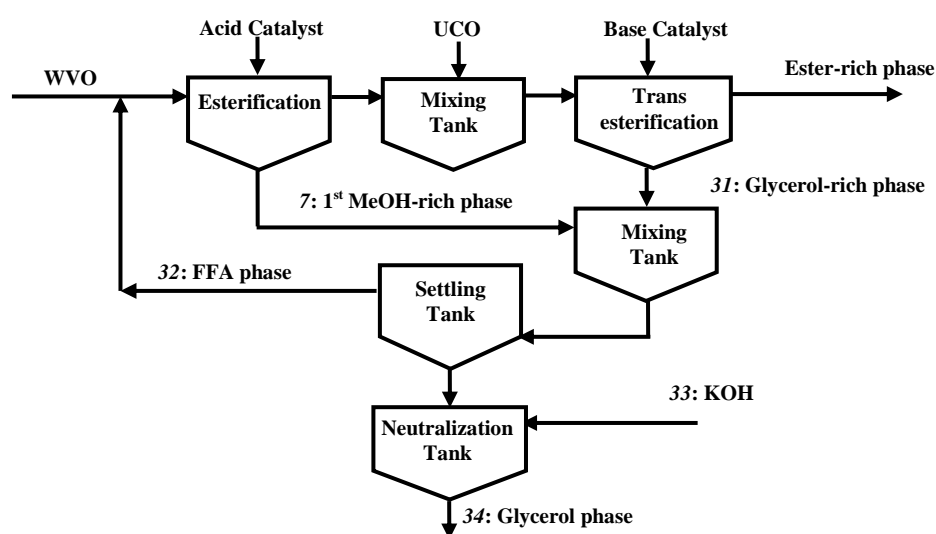 Acid Catalyst
UCO
Base Catalyst
WVO
Ester-rich phase
Esterification
Mixing
Tank
Trans
esterification
31: Glycerol-rich phase
7: 1st MeOH-rich phase
Mixing
Tank
32: FFA phase
Settling
Tank
33: KOH
Neutralization
Tank
34: Glycerol phase